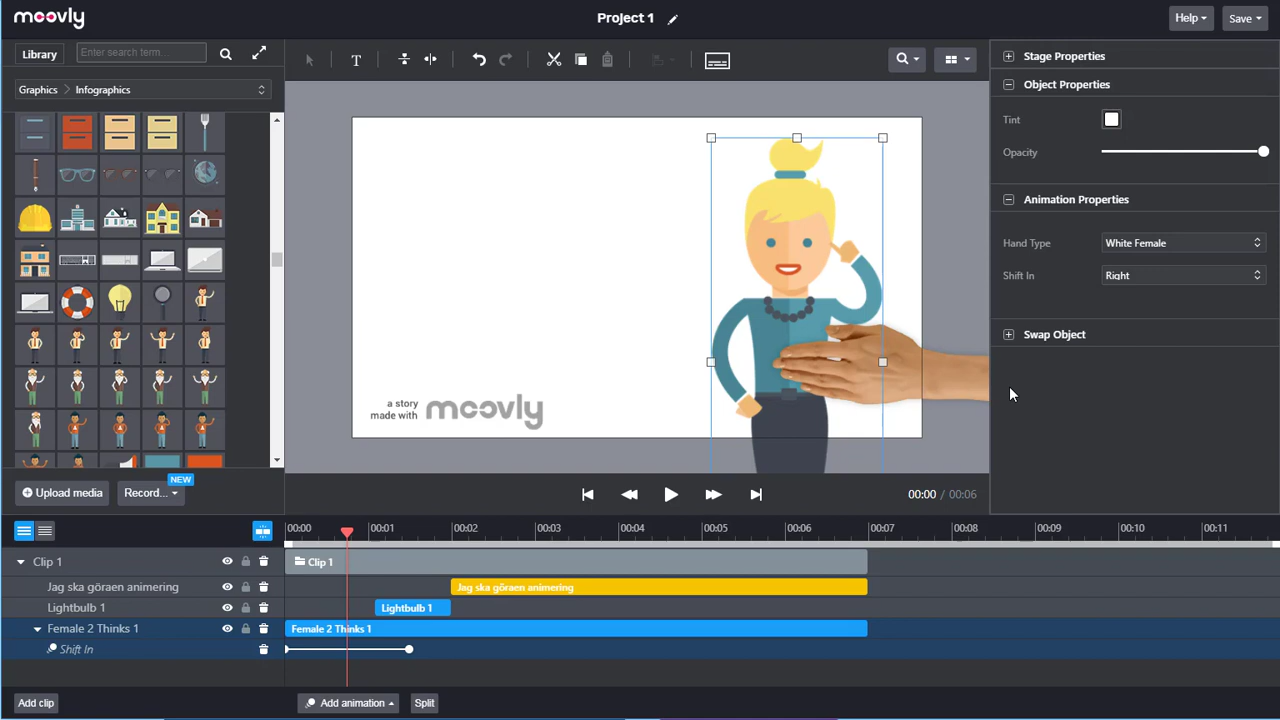 moovly
Project 1
Help
Save
Library
Enter search term...
T
Graphics
Infographics
Stage Properties
Object Properties
Tint
Opacity
Animation Properties
Hand Type
White Female
Shift In
Right
Swap Object
a story
made with
moovly
NEW
Upload media
Record...
00:00 / 00:06
00:00
00:01
00:02
00:03
00:04
00:05
00:06
00:07
00:08
00:09
00:10
00:11
Clip 1
Clip 1
Jag ska göraen animering
Jag ska göraen animering
Lightbulb 1
Lightbulb 1
Female 2 Thinks 1
Female 2 Thinks 1
Shift In
Add clip
Add animation
Split